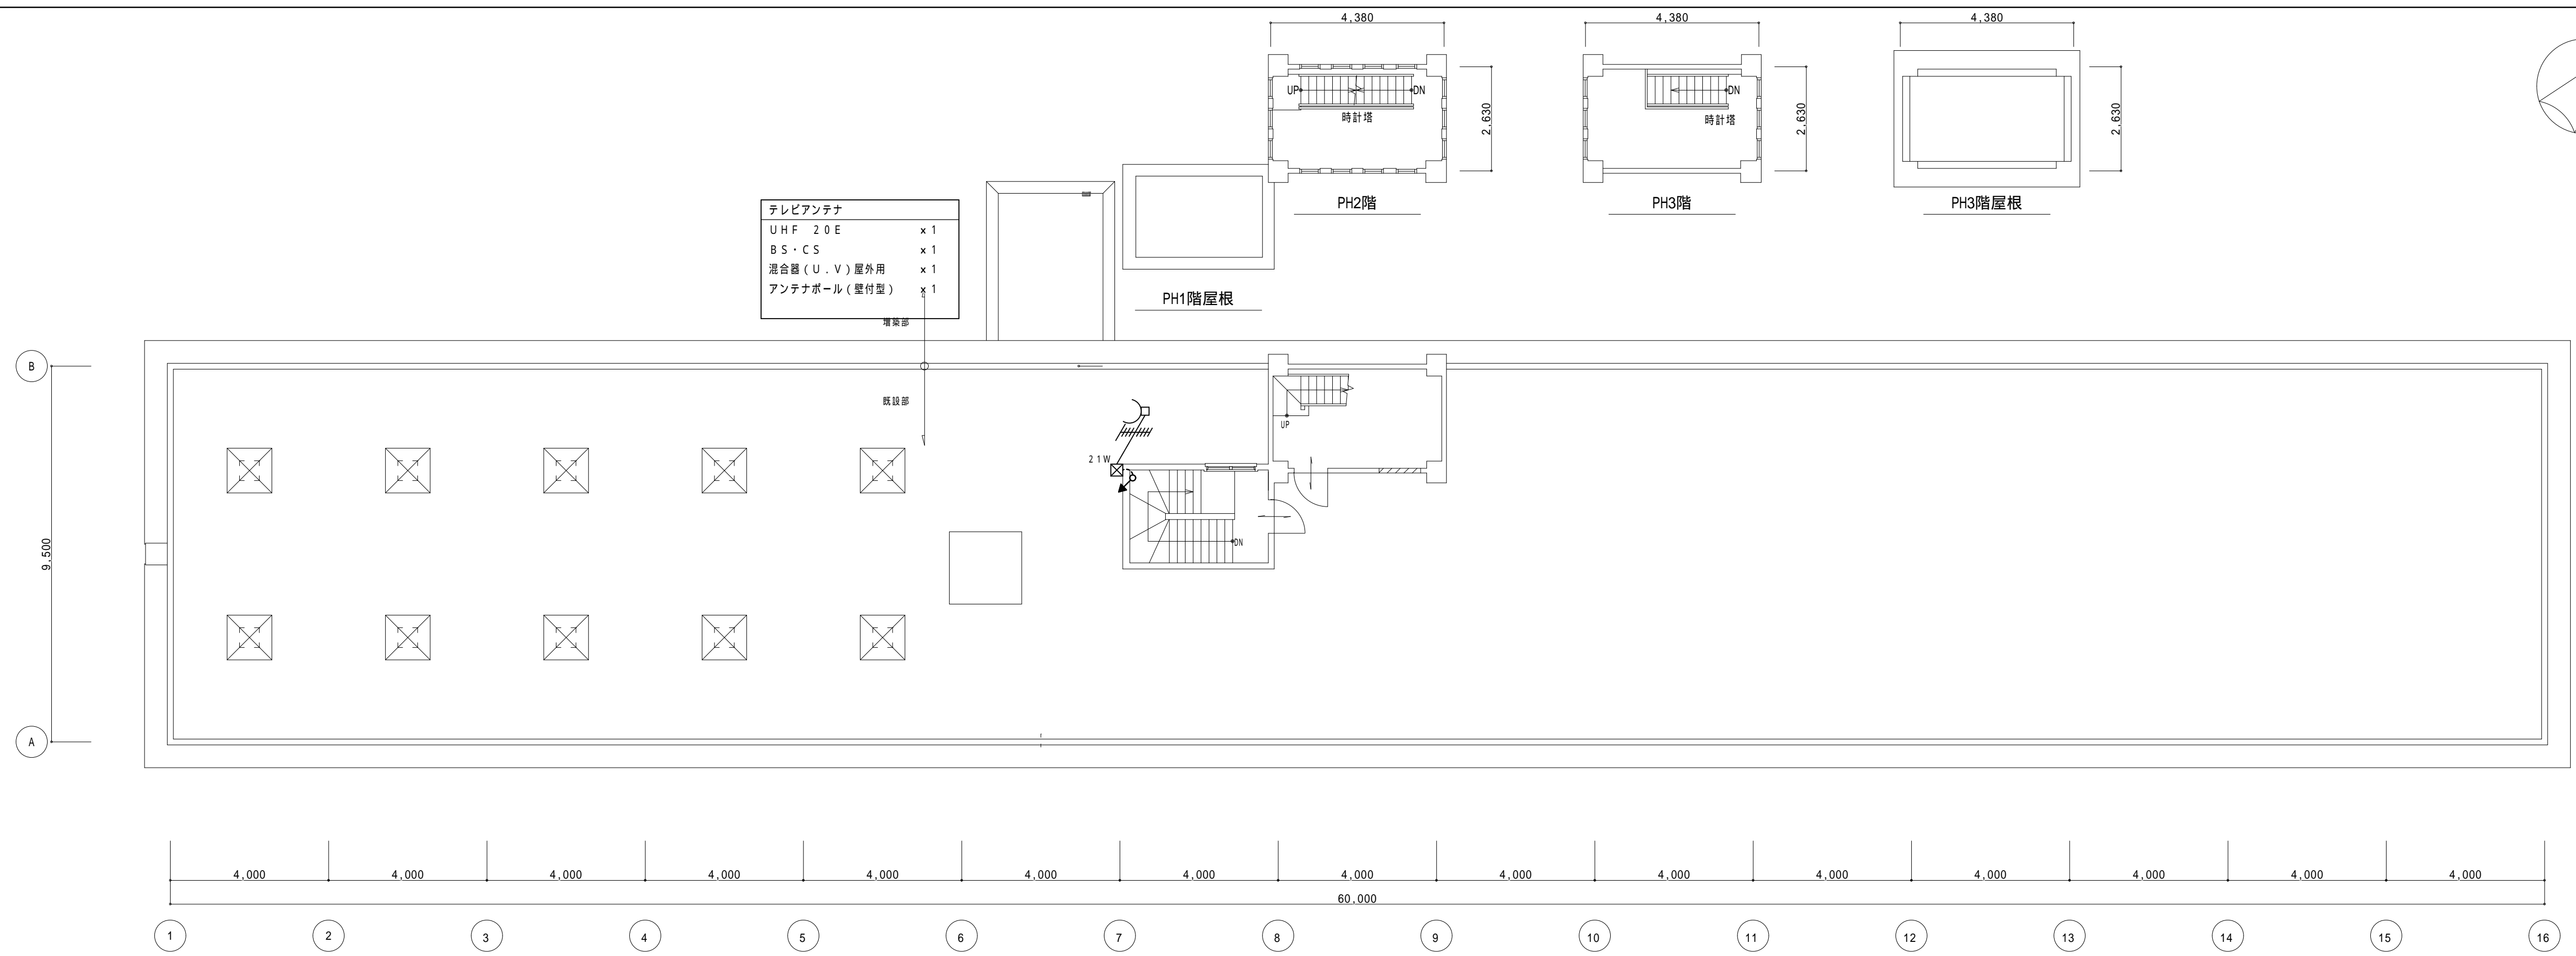 4,380
4,380
4,380
UP
DN
時計塔
2,630
DN
時計塔
2,630
2,630
PH2階
PH3階
PH3階屋根
テレビアンテナ
UHF 20E x1
BS・CS x1
混合器(U.V)屋外用 x1
アンテナポール(壁付型) x1
PH1階屋根
増築部
B
既設部
UP
21W
DN
9.500
A
4,000 4,000 4,000 4,000 4,000 4,000 4,000 4,000 4,000 4,000 4,000 4,000 4,000 4,000 4,000
60.000
1 2 3 4 5 6 7 8 9 10 11 12 13 14 15 16